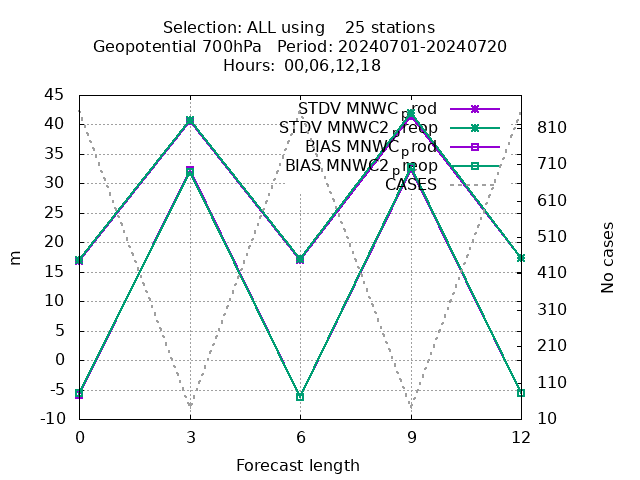 Selection: ALL using    25 stations
Geopotential 700hPa   Period: 20240701-20240720
Hours: 00,06,12,18
45
40
35
30
25
20
15
10
5
0
-5
-10
m
STDV MNWC_prod
STDV MNWC2_preop
BIAS MNWC_prod
BIAS MNWC2_preop
CASES
810
710
610
510
410
310
210
110
10
No cases
0 3 6 9 12
Forecast length